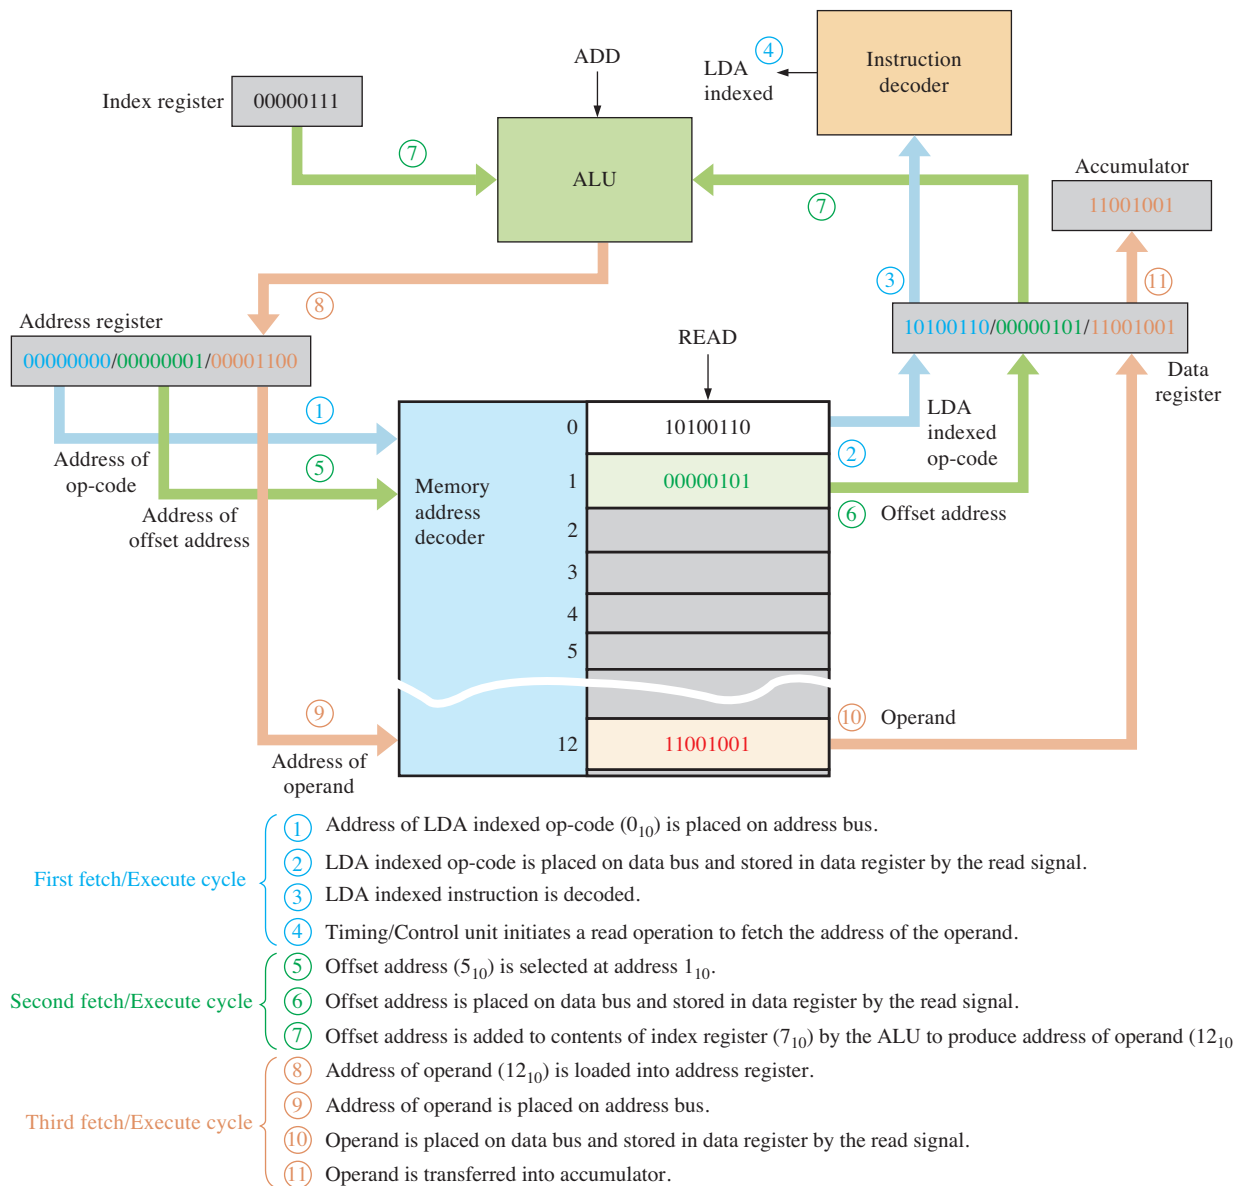 ADD
④
LDA
indexed
Instruction
decoder
Index register
00000111
⑦
ALU
⑦
Accumulator
11001001
③
⑪
⑧
Address register
00000000/00000001/00001100
READ
10100110/00000101/11001001
Data
register
①
Address of
op-code
⑤
Address of
offset address
Memory
address
decoder
0
10100110
②
LDA
indexed
op-code
1
00000101
⑥
Offset address
2
3
4
5
⑨
Address of
operand
12
11001001
⑩
Operand
First fetch/Execute cycle
① Address of LDA indexed op-code (0₁₀) is placed on address bus.
② LDA indexed op-code is placed on data bus and stored in data register by the read signal.
③ LDA indexed instruction is decoded.
④ Timing/Control unit initiates a read operation to fetch the address of the operand.
Second fetch/Execute cycle
⑤ Offset address (5₁₀) is selected at address 1₁₀.
⑥ Offset address is placed on data bus and stored in data register by the read signal.
⑦ Offset address is added to contents of index register (7₁₀) by the ALU to produce address of operand (12₁₀
Third fetch/Execute cycle
⑧ Address of operand (12₁₀) is loaded into address register.
⑨ Address of operand is placed on address bus.
⑩ Operand is placed on data bus and stored in data register by the read signal.
⑪ Operand is transferred into accumulator.